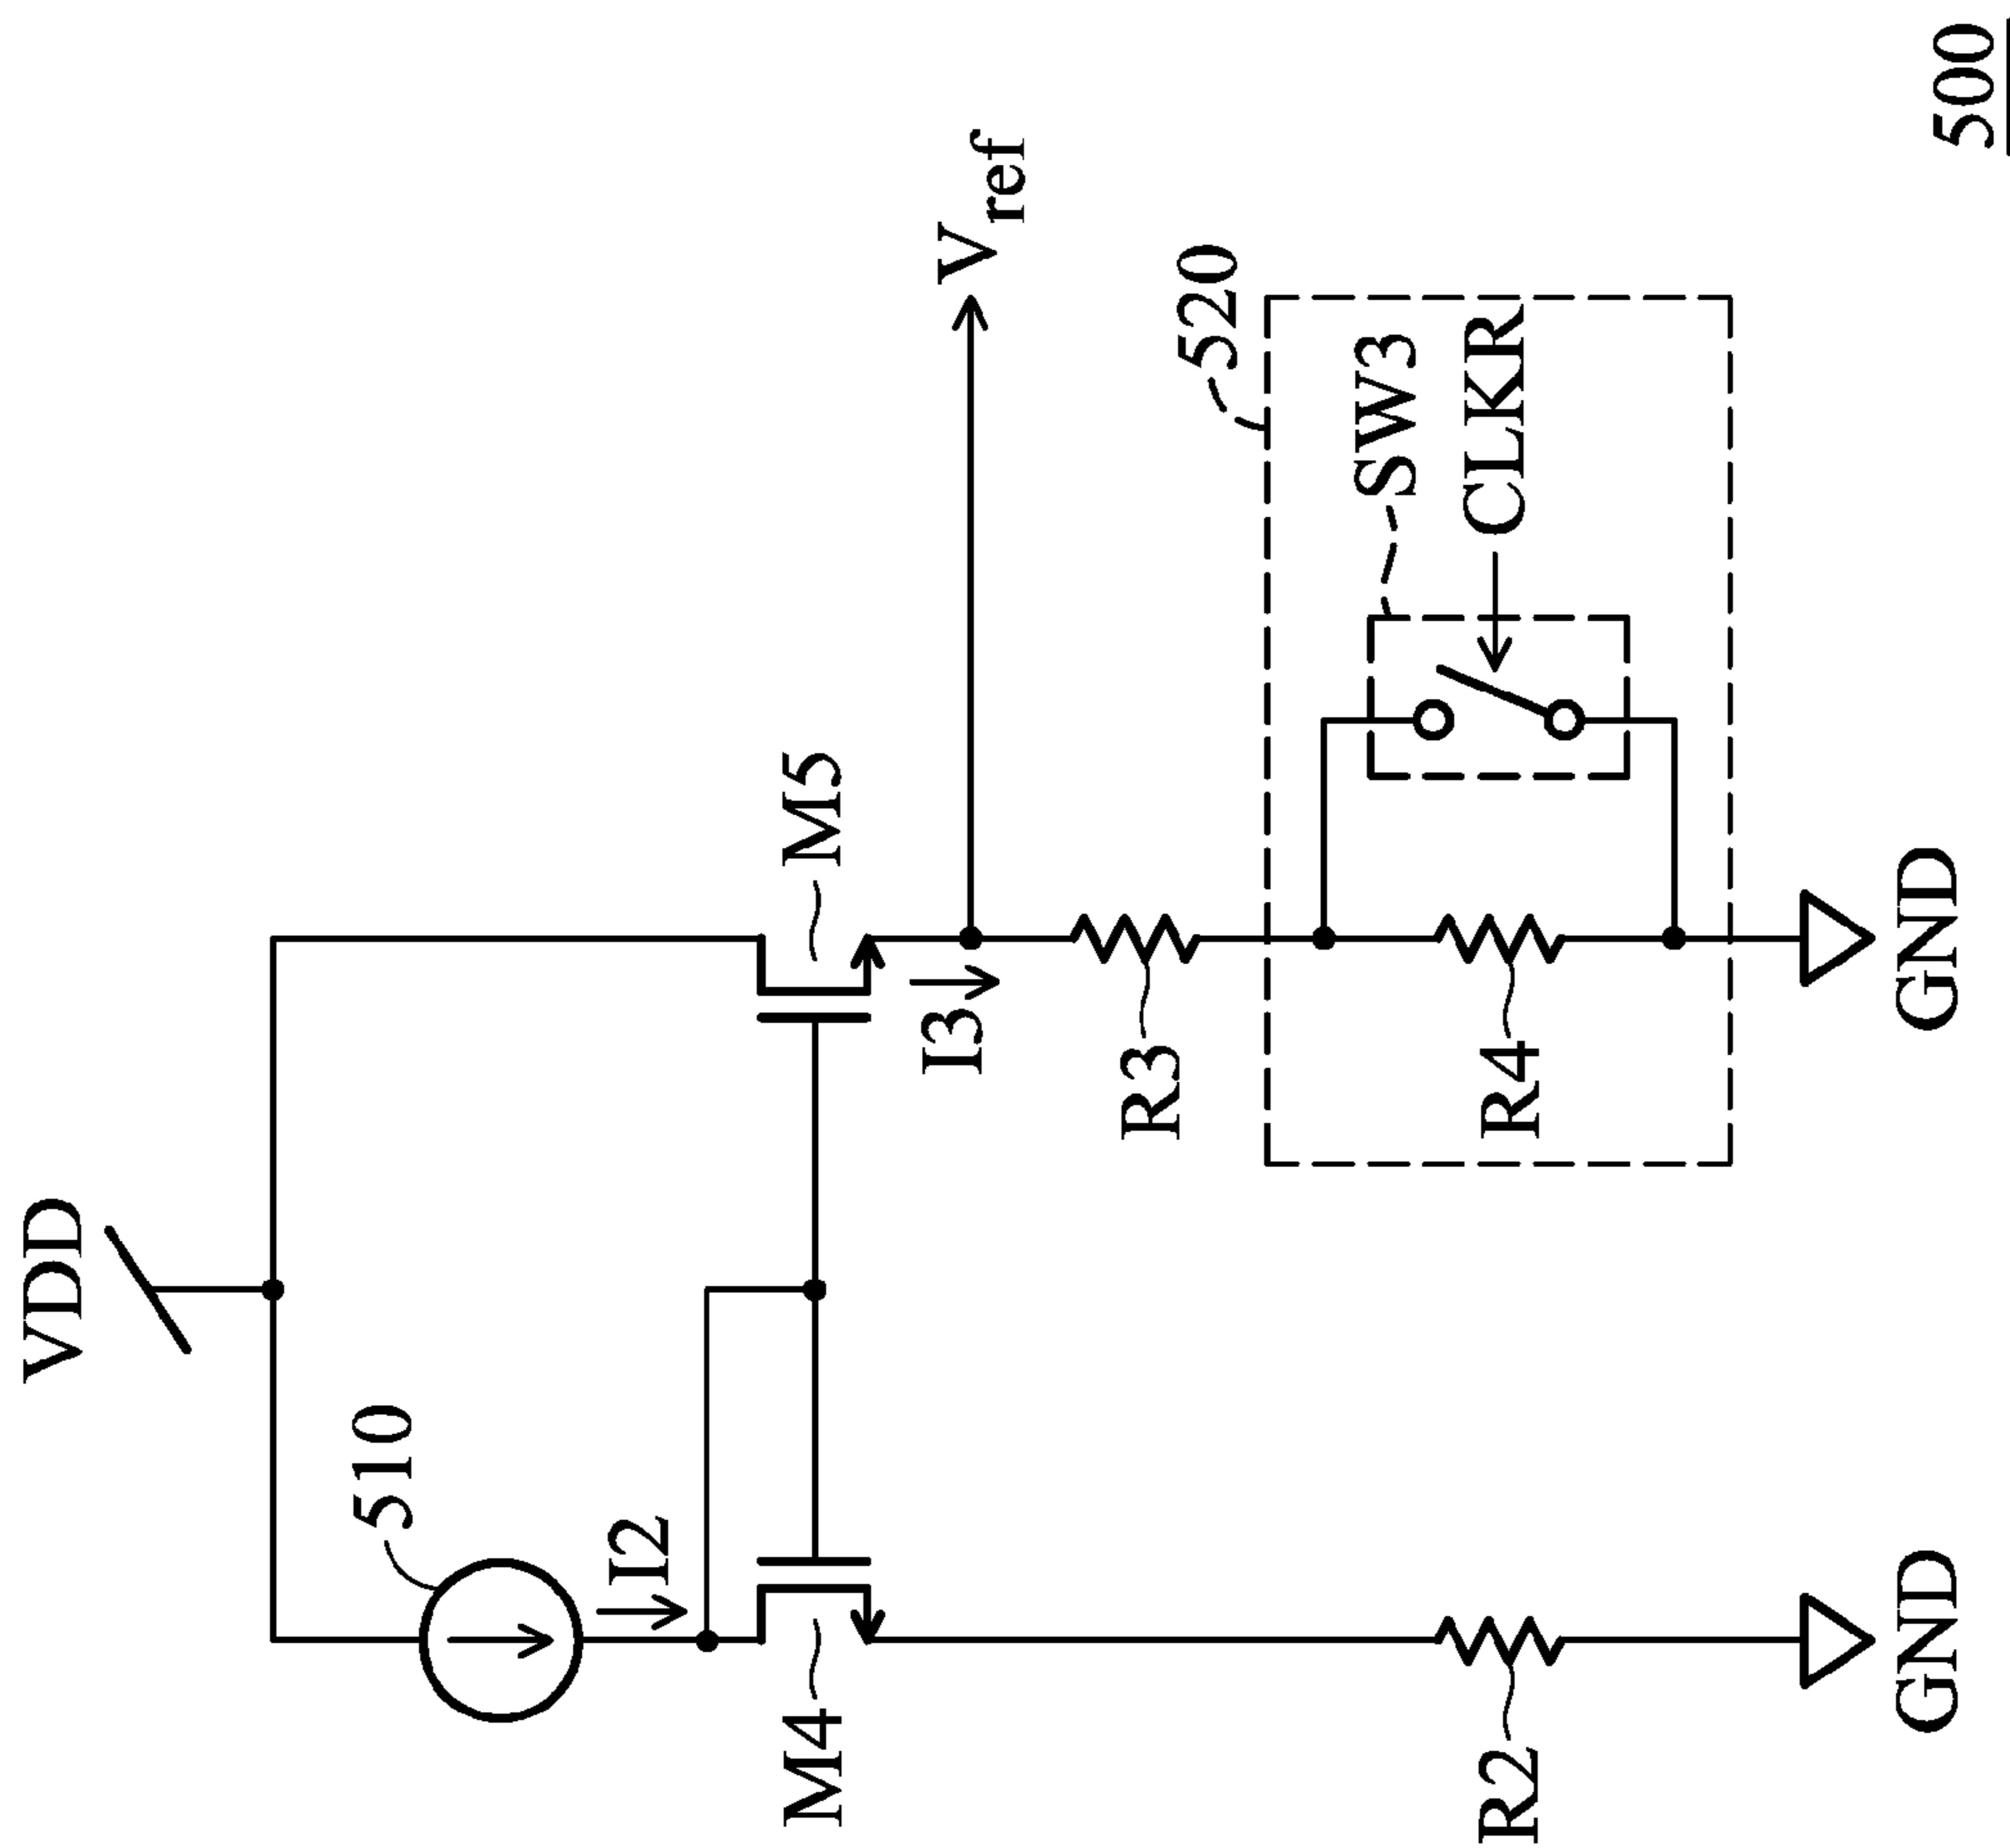 VDD
510
I2
M4
M5
I3
Vref
R3
520
SW3
CLKR
R2
R4
GND
GND
500